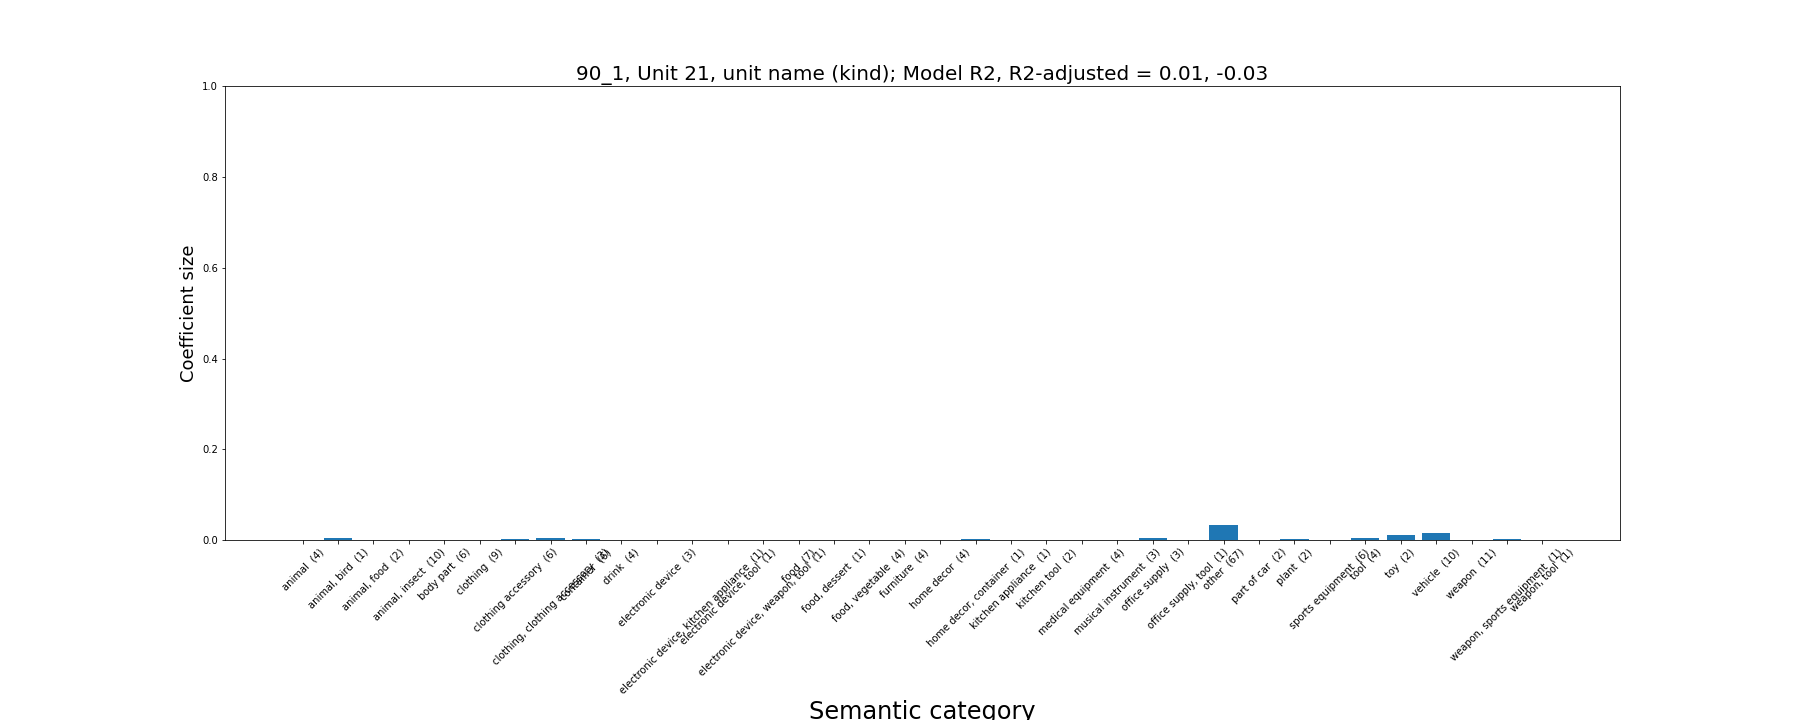 90_1, Unit 21, unit name (kind); Model R2, R2-adjusted = 0.01, -0.03
Coefficient size
1.0
0.8
0.6
0.4
0.2
0.0
animal (4)
animal, bird (1)
animal, food (2)
animal, insect (10)
body part (6)
clothing (9)
clothing accessory (6)
clothing, clothing accessory
container (6)
drink (4)
electronic device (3)
electronic device, kitchen appliance (1)
electronic device, tool (1)
electronic device, weapon, tool (1)
food (7)
food, dessert (1)
food, vegetable (4)
furniture (4)
home decor (4)
home decor, container (1)
kitchen appliance (1)
kitchen tool (2)
medical equipment (4)
musical instrument (3)
office supply (3)
office supply, tool (1)
other (67)
part of car (2)
plant (2)
sports equipment (6)
tool (4)
toy (2)
vehicle (10)
weapon (11)
weapon, sports equipment (1)
weapon, tool (1)
Semantic category